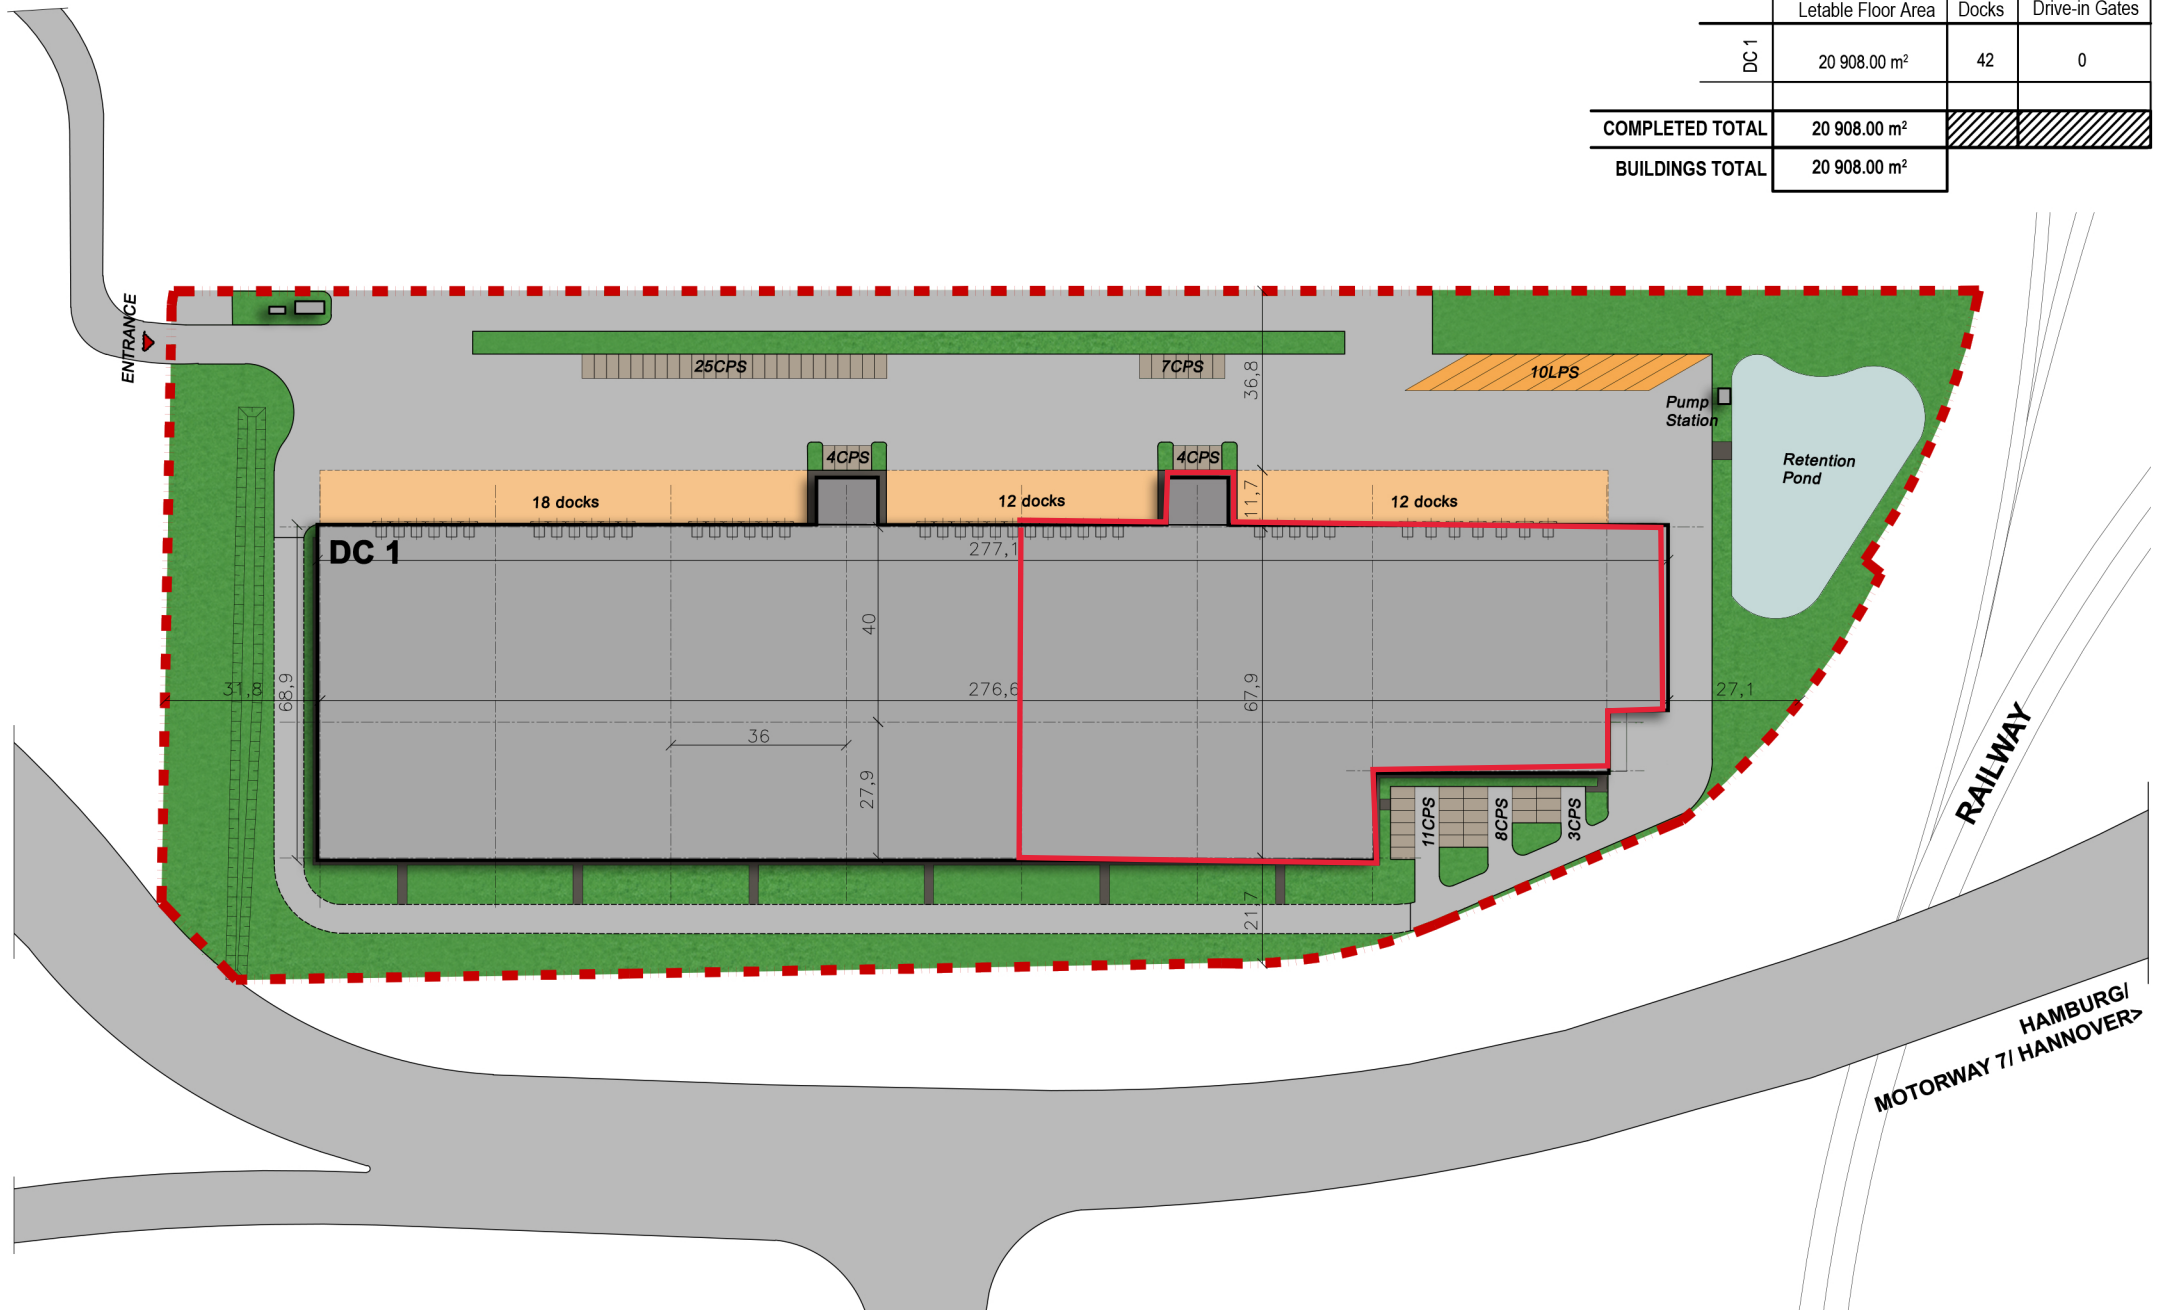 Letable Floor Area Docks Drive-in Gates
DC 1 20 908.00 m² 42 0
COMPLETED TOTAL 20 908.00 m²
BUILDINGS TOTAL 20 908.00 m²
ENTRANCE
25CPS
7CPS
36,8
10LPS
Pump
Station
Retention
Pond
4CPS
4CPS
18 docks
12 docks
11,7
12 docks
DC 1
277,1
40
68,9
31,8
276,6
67,9
27,1
36
27,9
11CPS
8CPS
3CPS
21,7
RAILWAY
HAMBURG/
MOTORWAY 7/ HANNOVER>